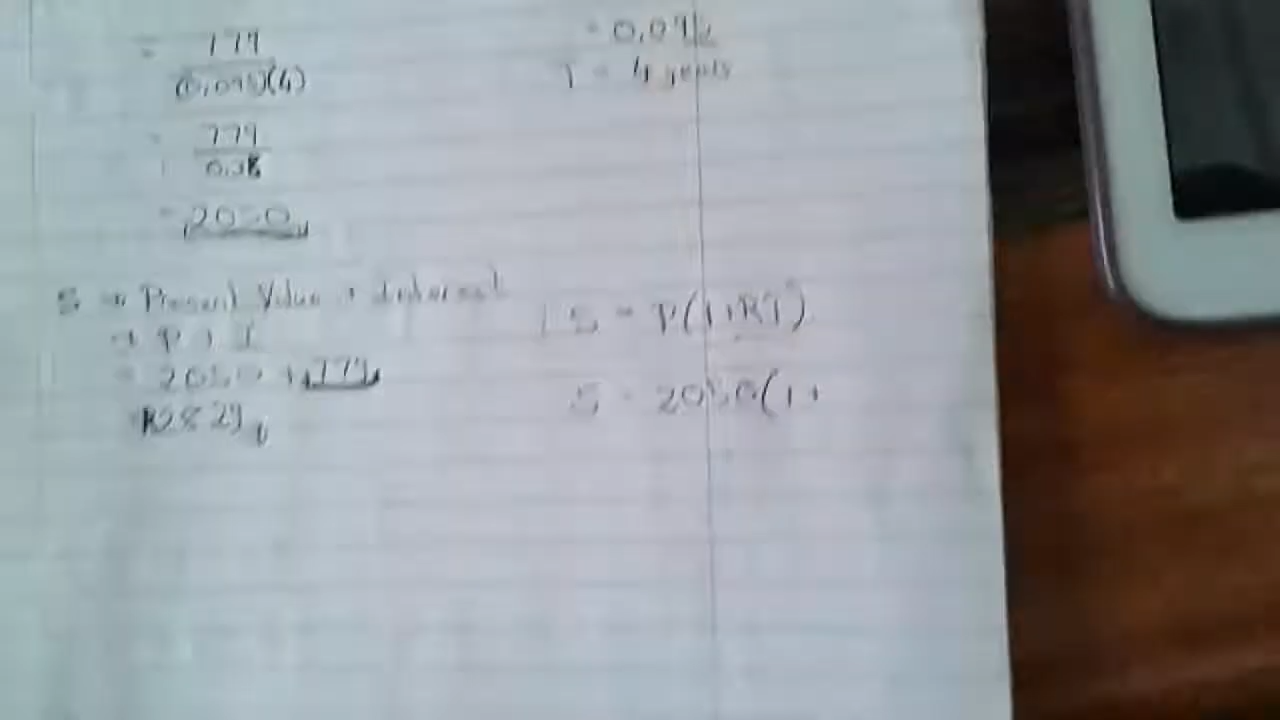 = 779
(0,095)(4)
= 779
0,38
= 2050
S = Present Value + Interest
= P + I
= 2050 + 779
R2829
= 0,095
T = 4 years
S = P(1+RT)
S = 2050(1+